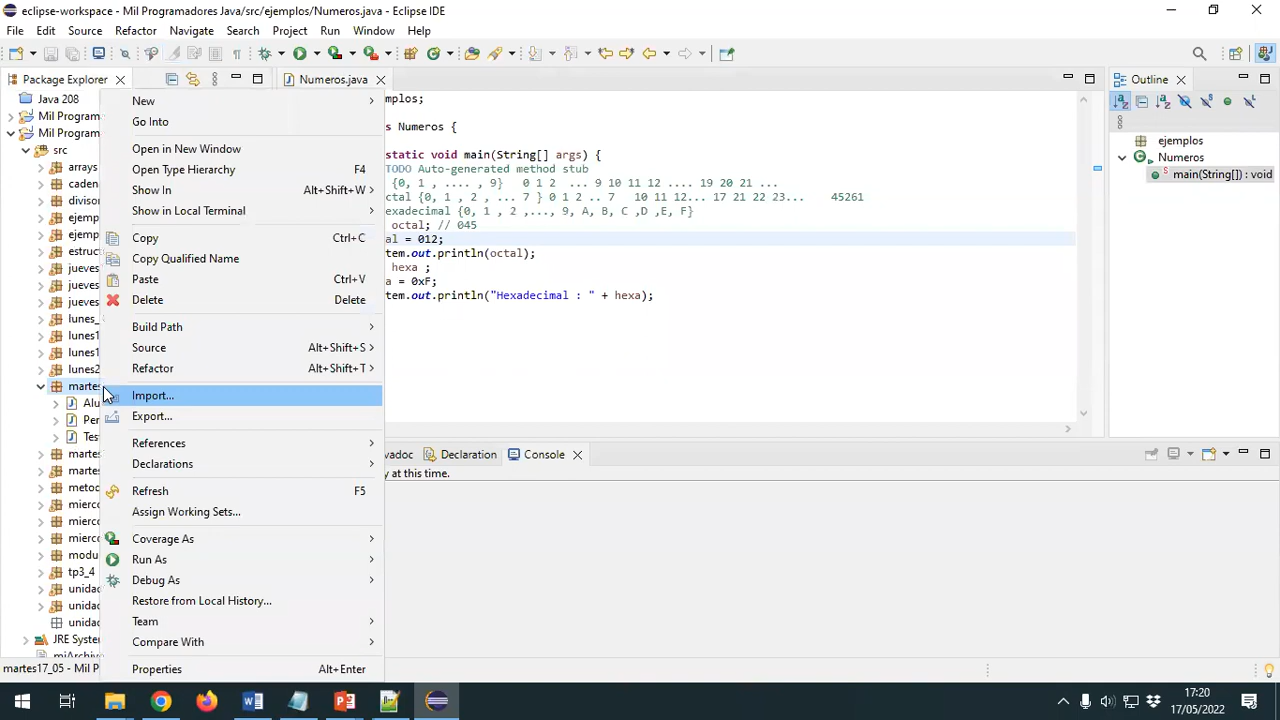 eclipse-workspace - Mil Programadores Java/src/ejemplos/Numeros.java - Eclipse IDE
File Edit Source Refactor Navigate Search Project Run Window Help
Package Explorer
Numeros.java
Outline
Java 208
Mil Progra
Mil Progra
src
arrays
caden
diviso
ejemp
ejemp
estruc
jueves
jueves
jueves
lunes_
lunes1
lunes1
lunes2
martes
Alu
Per
Tes
marte
marte
metoc
mierc
mierc
mierc
modu
tp3_4
unidac
unidac
unidac
JRE Syster
miArchivo
New
Go Into
Open in New Window
Open Type Hierarchy F4
Show In Alt+Shift+W
Show in Local Terminal
Copy Ctrl+C
Copy Qualified Name
Paste Ctrl+V
Delete Delete
Build Path
Source Alt+Shift+S
Refactor Alt+Shift+T
Import...
Export...
References
Declarations
Refresh F5
Assign Working Sets...
Coverage As
Run As
Debug As
Restore from Local History...
Team
Compare With
Properties Alt+Enter
mplos;
s Numeros {
static void main(String[] args) {
TODO Auto-generated method stub
{0, 1 , .... , 9} 0 1 2 ... 9 10 11 12 .... 19 20 21 ...
ctal {0, 1 , 2 , ... 7 } 0 1 2 .. 7 10 11 12... 17 21 22 23... 45261
exadecimal {0, 1 , 2 ,..., 9, A, B, C ,D ,E, F}
octal; // 045
al = 012;
tem.out.println(octal);
hexa ;
a = 0xF;
tem.out.println("Hexadecimal : " + hexa);
ejemplos
Numeros
main(String[]) : void
vadoc Declaration Console
y at this time.
martes17_05 - Mil P
17:20
17/05/2022